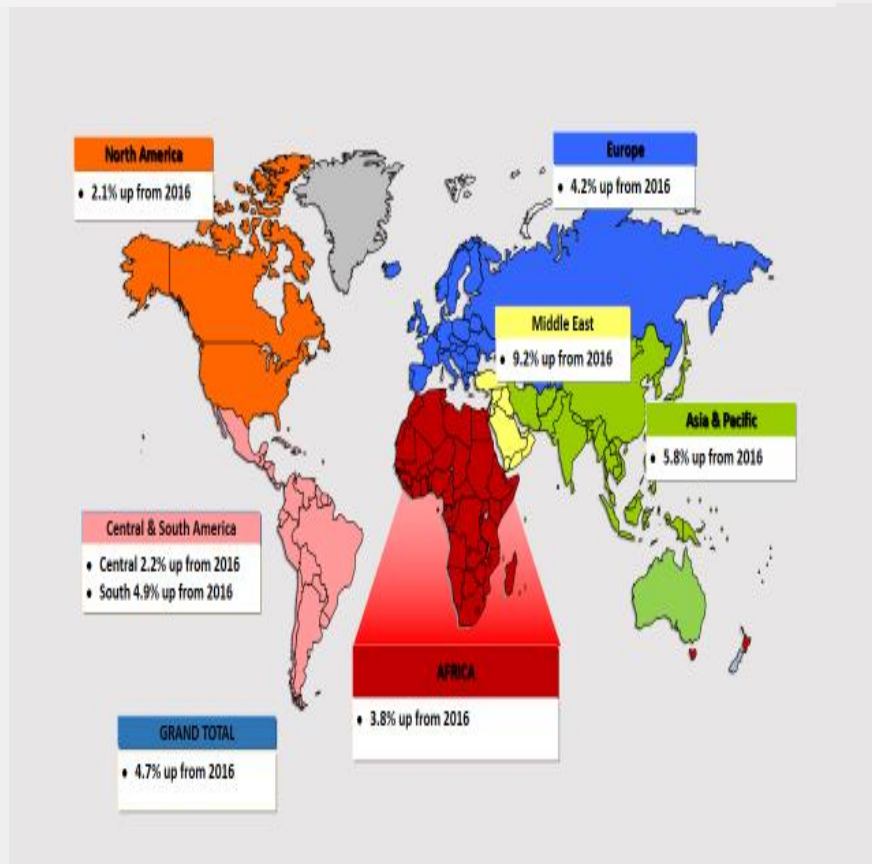 North America
• 2.1% up from 2016
Europe
• 4.2% up from 2016
Middle East
• 9.2% up from 2016
Asia & Pacific
• 5.8% up from 2016
Central & South America
• Central 2.2% up from 2016
• South 4.9% up from 2016
AFRICA
• 3.8% up from 2016
GRAND TOTAL
• 4.7% up from 2016